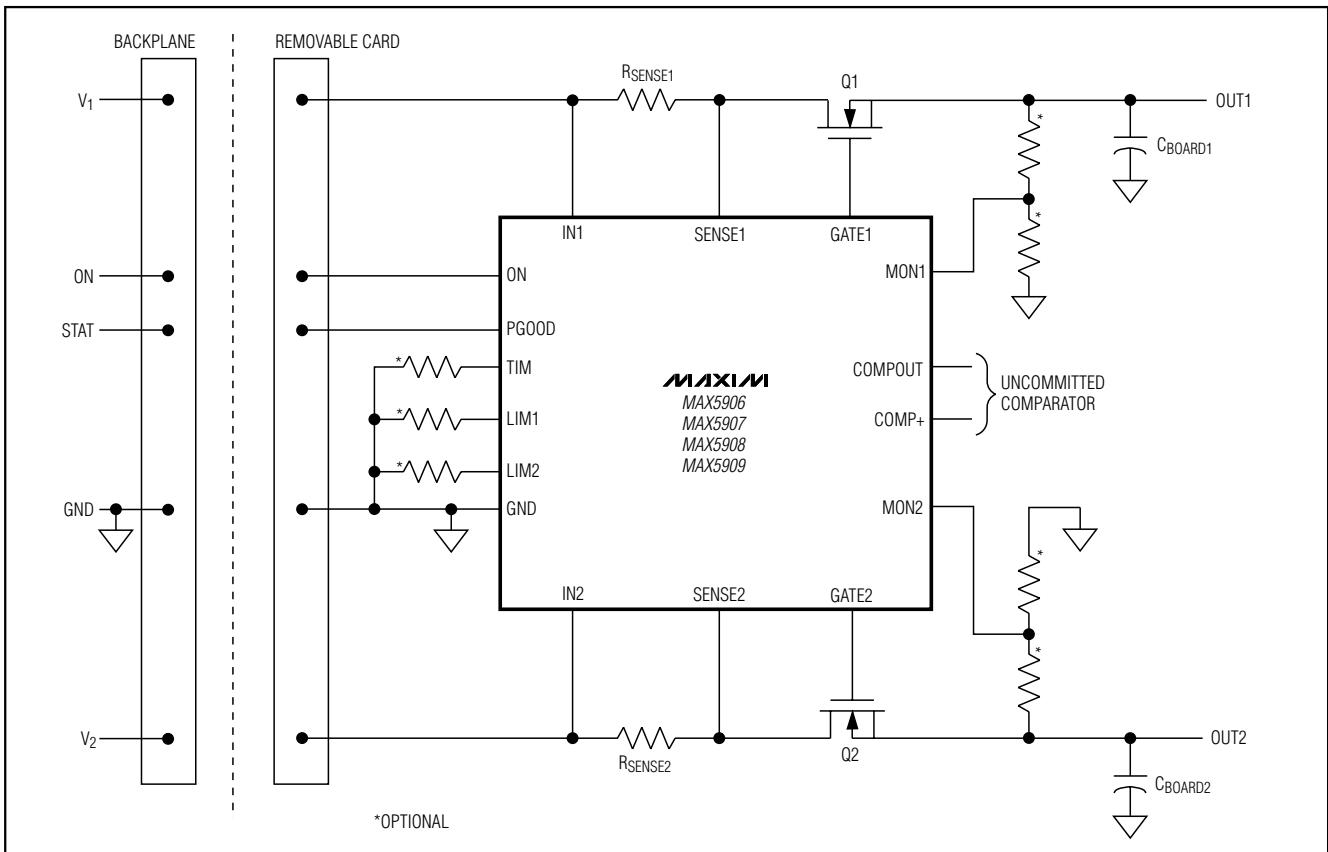 BACKPLANE
REMOVABLE CARD
RSENSE1
Q1
V1
OUT1
*
CBOARD1
*
IN1
SENSE1
GATE1
MON1
ON
ON
STAT
PGOOD
* TIM
MAXIM
COMPOUT
UNCOMMITTED
COMPARATOR
MAX5906
MAX5907
MAX5908
MAX5909
* LIM1
COMP+
* LIM2
GND
GND
MON2
*
IN2
SENSE2
GATE2
*
V2
RSENSE2
Q2
OUT2
CBOARD2
*OPTIONAL